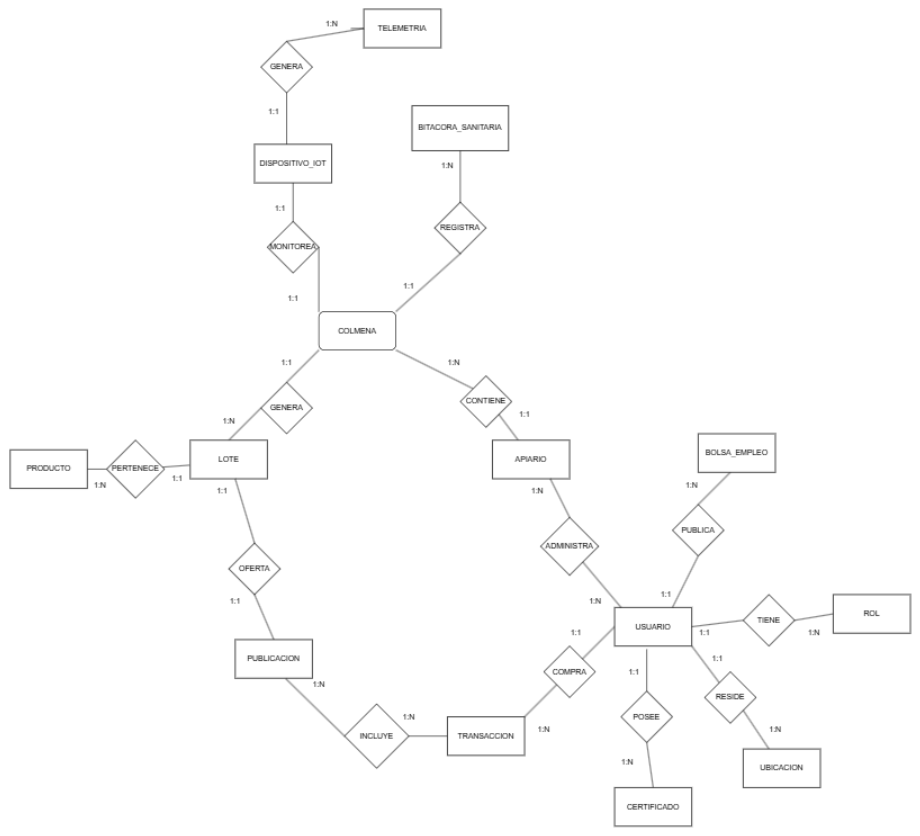 1:N
TELEMETRIA
GENERA
1:1
BITACORA_SANITARIA
DISPOSITIVO_IOT
1:N
1:1
REGISTRA
MONITOREA
1:1
1:1
COLMENA
1:1
1:N
GENERA
CONTIENE
1:N
1:1
PRODUCTO
PERTENECE
LOTE
APIARIO
BOLSA_EMPLEO
1:N
1:1
1:1
1:N
1:N
PUBLICA
ADMINISTRA
OFERTA
1:1
1:N
1:1
USUARIO
TIENE
ROL
1:1
1:1
1:N
PUBLICACION
COMPRA
1:1
1:1
1:N
RESIDE
1:N
INCLUYE
TRANSACCION
1:N
POSEE
1:N
1:N
UBICACION
CERTIFICADO